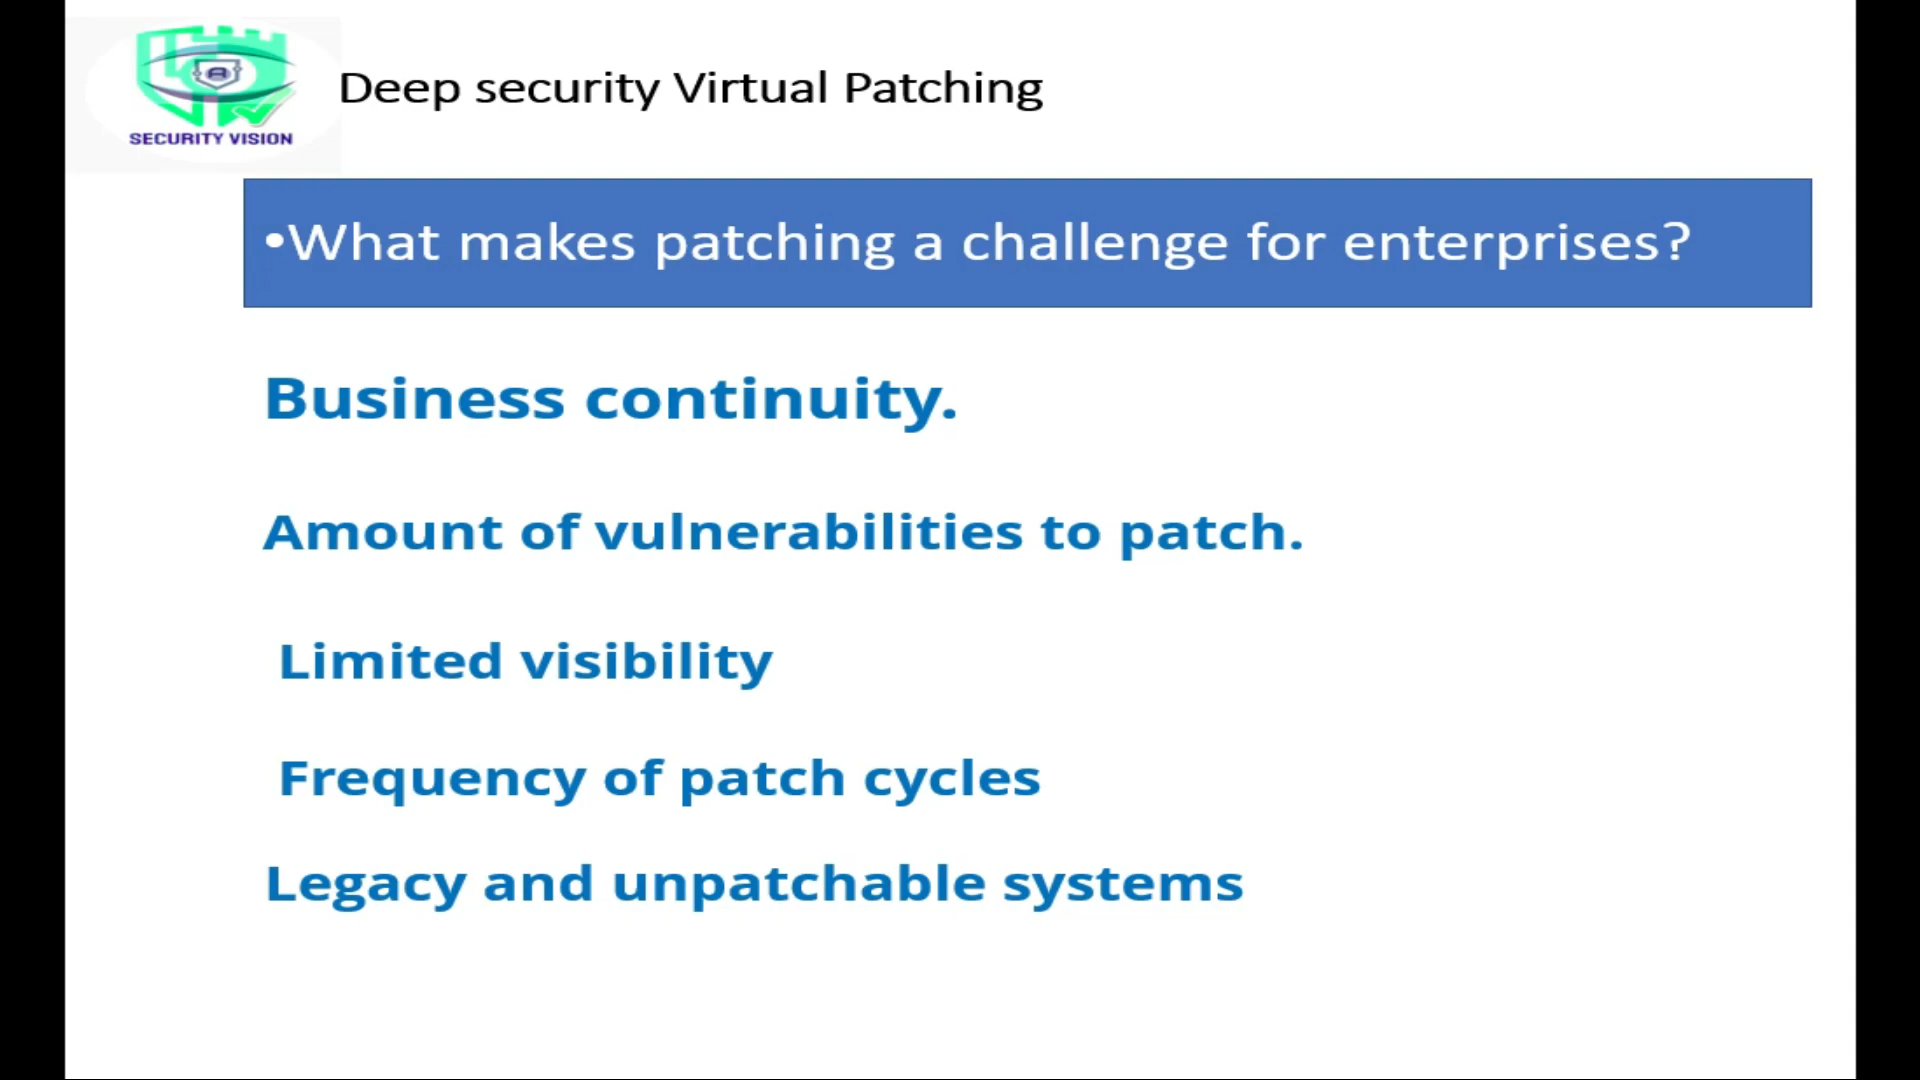 SECURITY VISION
Deep security Virtual Patching
•What makes patching a challenge for enterprises?
Business continuity.
Amount of vulnerabilities to patch.
Limited visibility
Frequency of patch cycles
Legacy and unpatchable systems